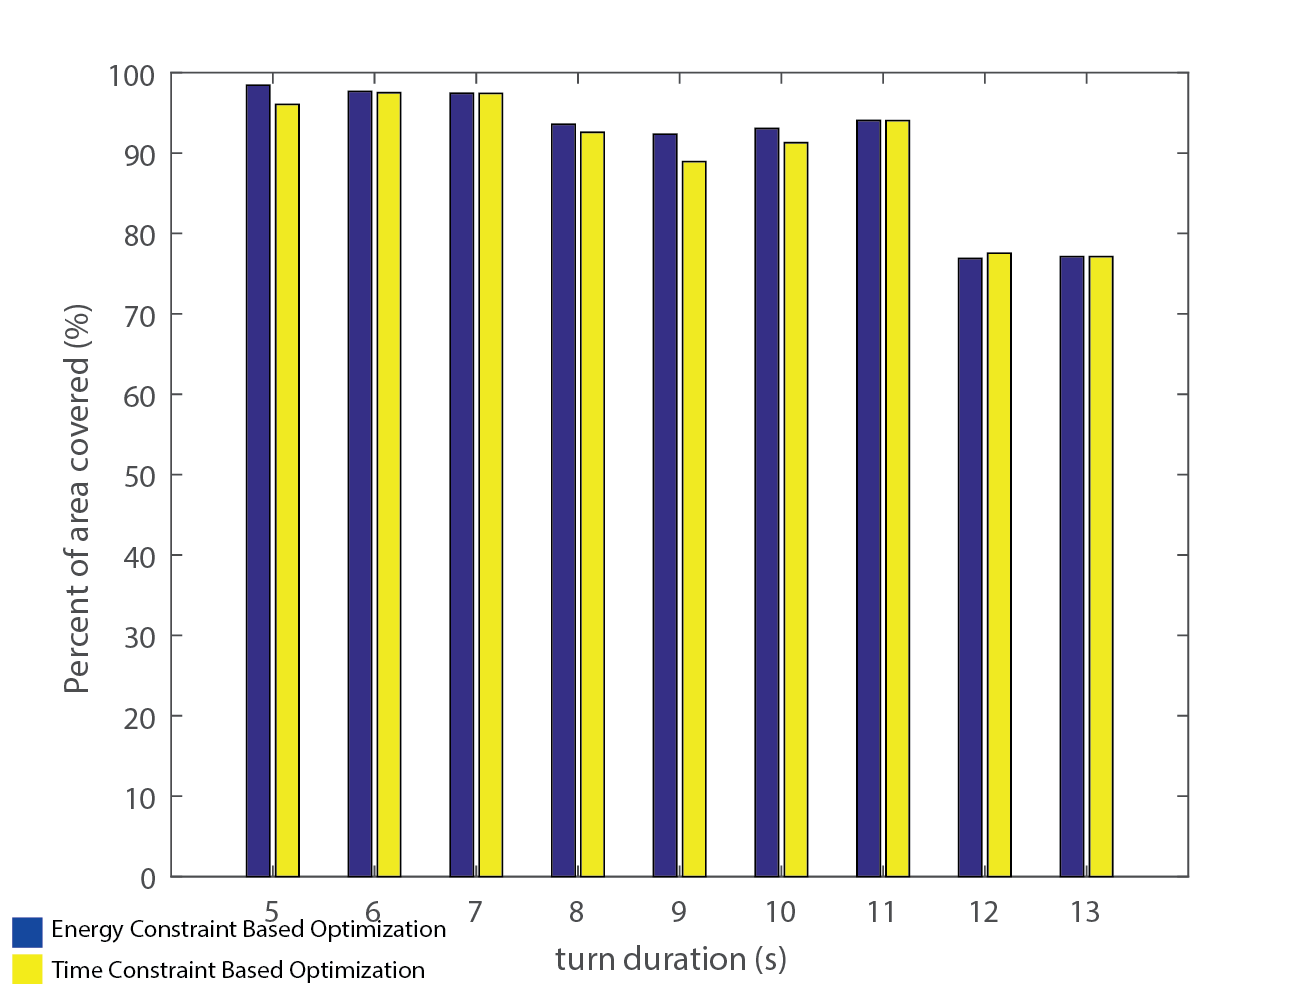 Percent of area covered (%)
100
90
80
70
60
50
40
30
20
10
0
5 6 7 8 9 10 11 12 13
turn duration (s)
Energy Constraint Based Optimization
Time Constraint Based Optimization